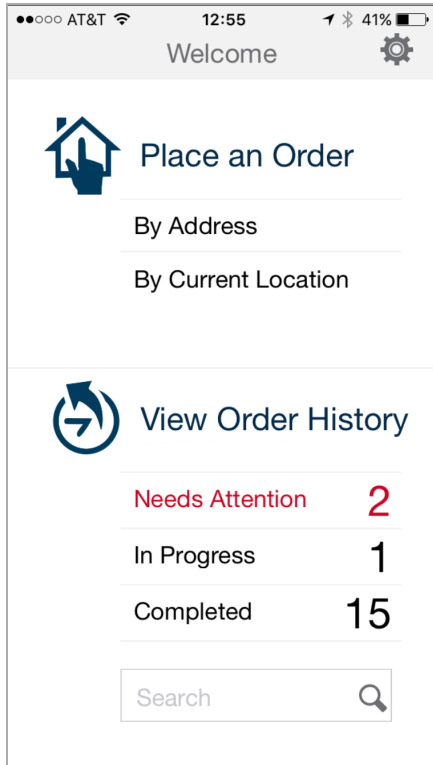 AT&T 12:55 41%
Welcome
Place an Order
By Address
By Current Location
View Order History
Needs Attention 2
In Progress 1
Completed 15
Search